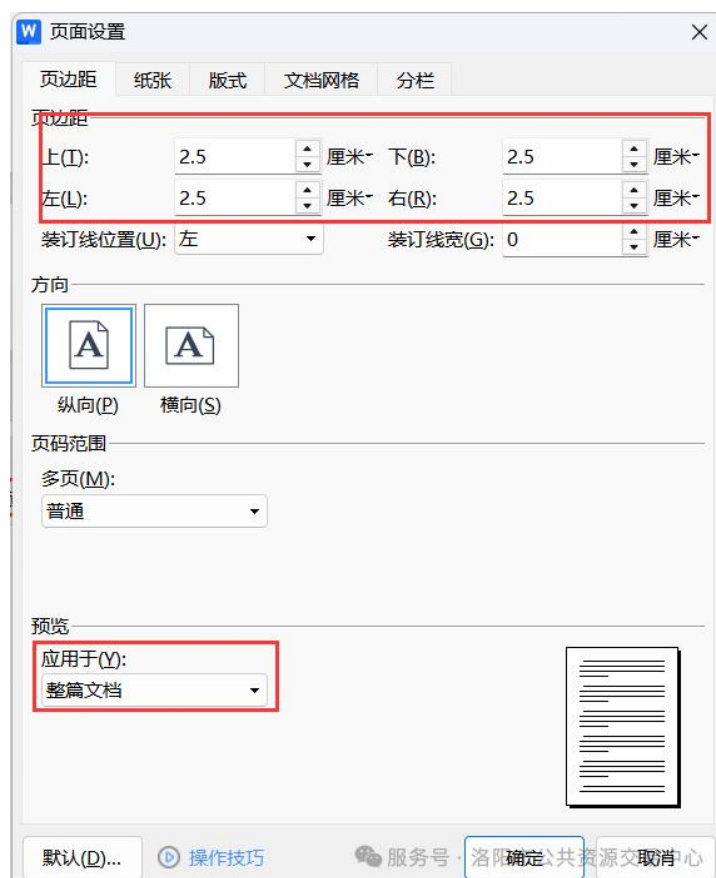 W 页面设置
页边距 纸张 版式 文档网格 分栏
页边距
上(T): 2.5 厘米 下(B): 2.5 厘米
左(L): 2.5 厘米 右(R): 2.5 厘米
装订线位置(U): 左 装订线宽(G): 0 厘米
方向
A A
纵向(P) 横向(S)
页码范围
多页(M):
普通
预览
应用于(Y):
整篇文档
默认(D)... 操作技巧 确定 取消
服务号 · 洛阳 公共资源交 中心